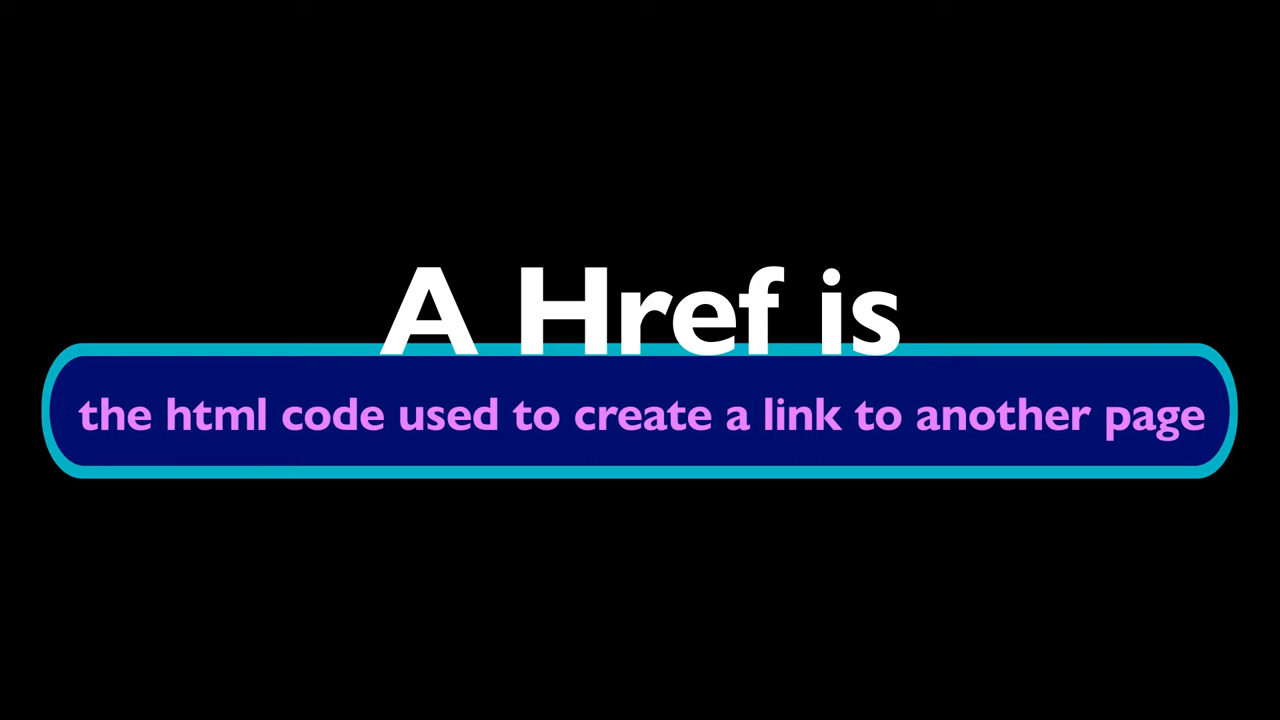 A Href is
the html code used to create a link to another page